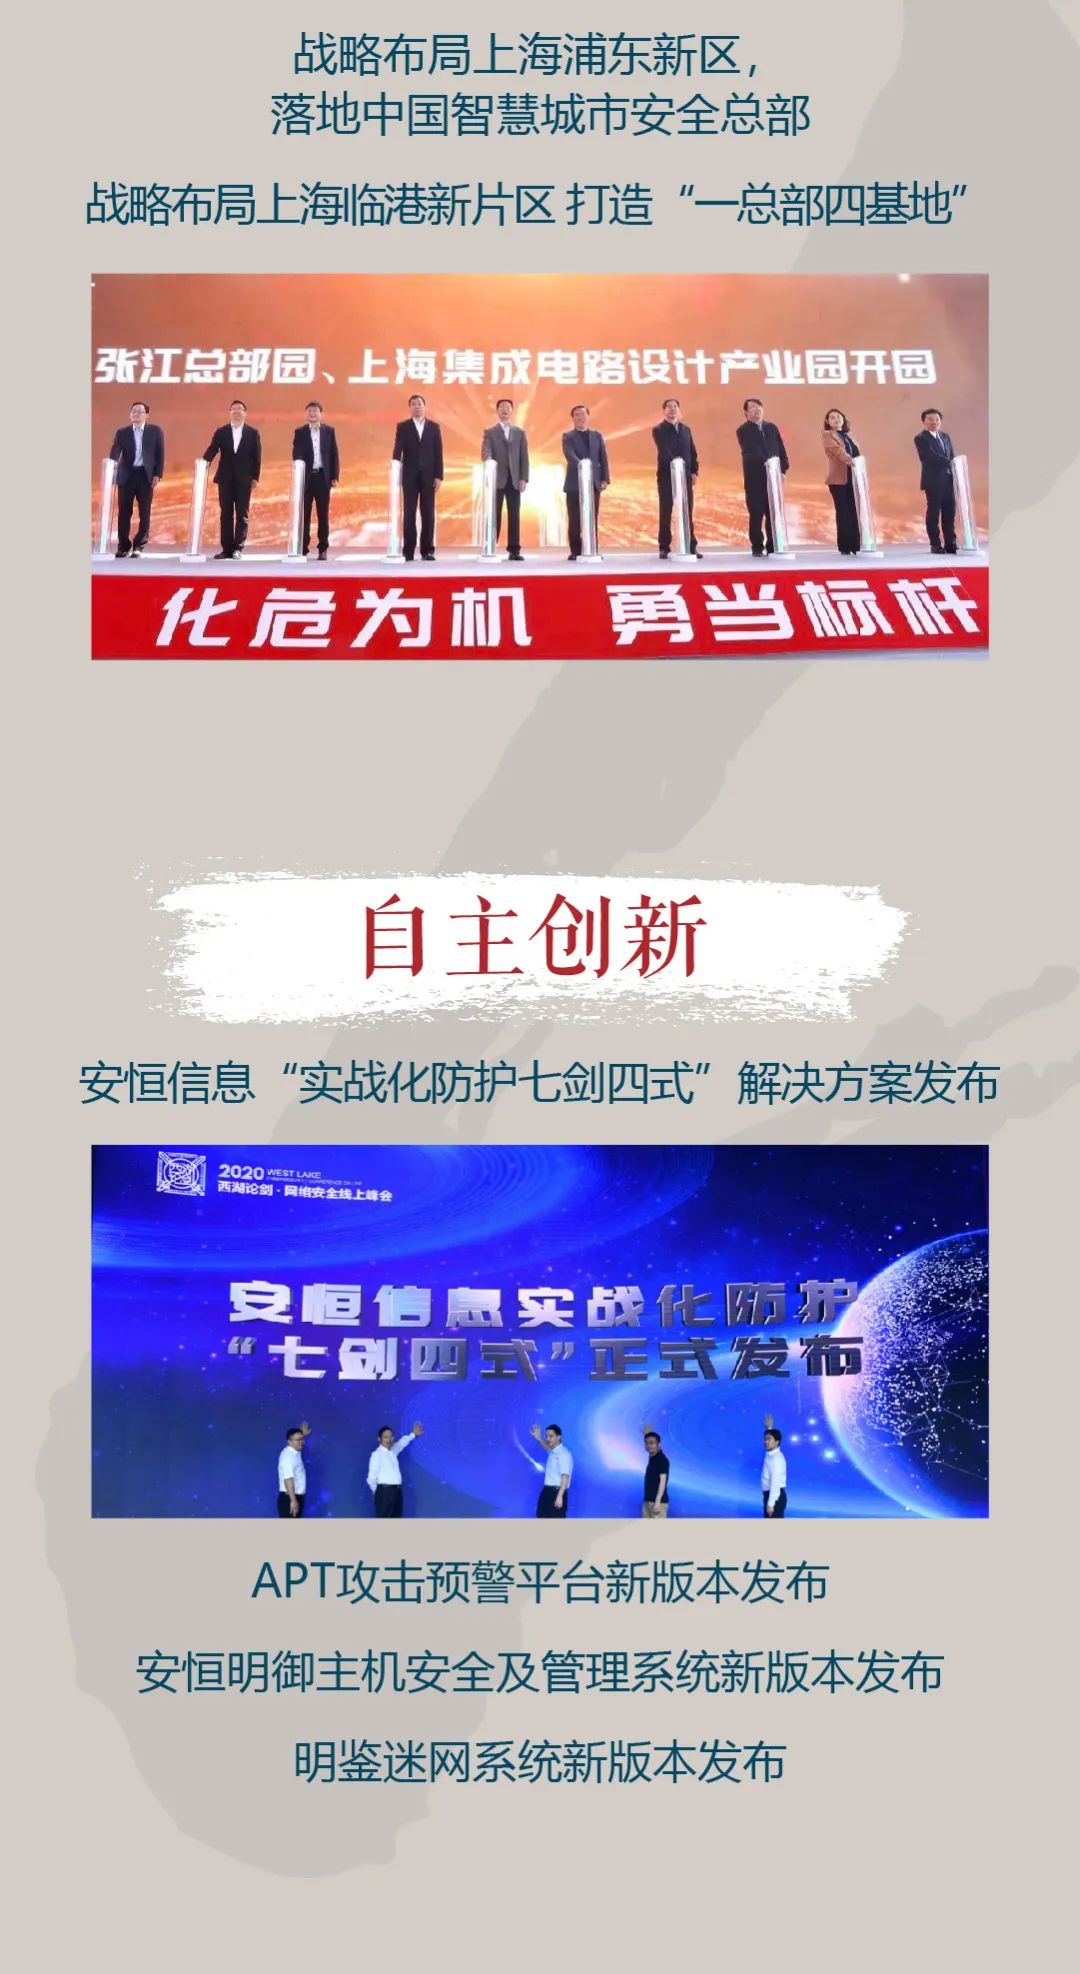 战略布局上海浦东新区，
落地中国智慧城市安全总部
战略布局上海临港新片区 打造“一总部四基地”
张江总部园、上海集成电路设计产业园开园
化危为机 勇当标杆
自主创新
安恒信息“实战化防护七剑四式”解决方案发布
2020 WEST LAKE
西湖论剑·网络安全线上峰会
安恒信息实战化防护
“七剑四式”正式发布
APT攻击预警平台新版本发布
安恒明御主机安全及管理系统新版本发布
明鉴迷网系统新版本发布